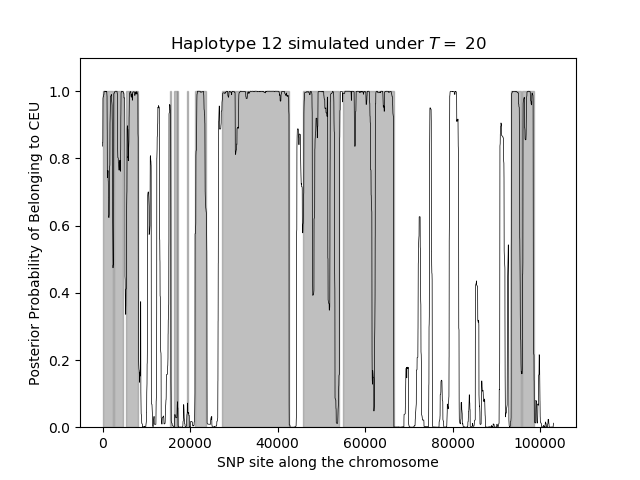 Haplotype 12 simulated under T = 20
Posterior Probability of Belonging to CEU
1.0
0.8
0.6
0.4
0.2
0.0
0 20000 40000 60000 80000 100000
SNP site along the chromosome